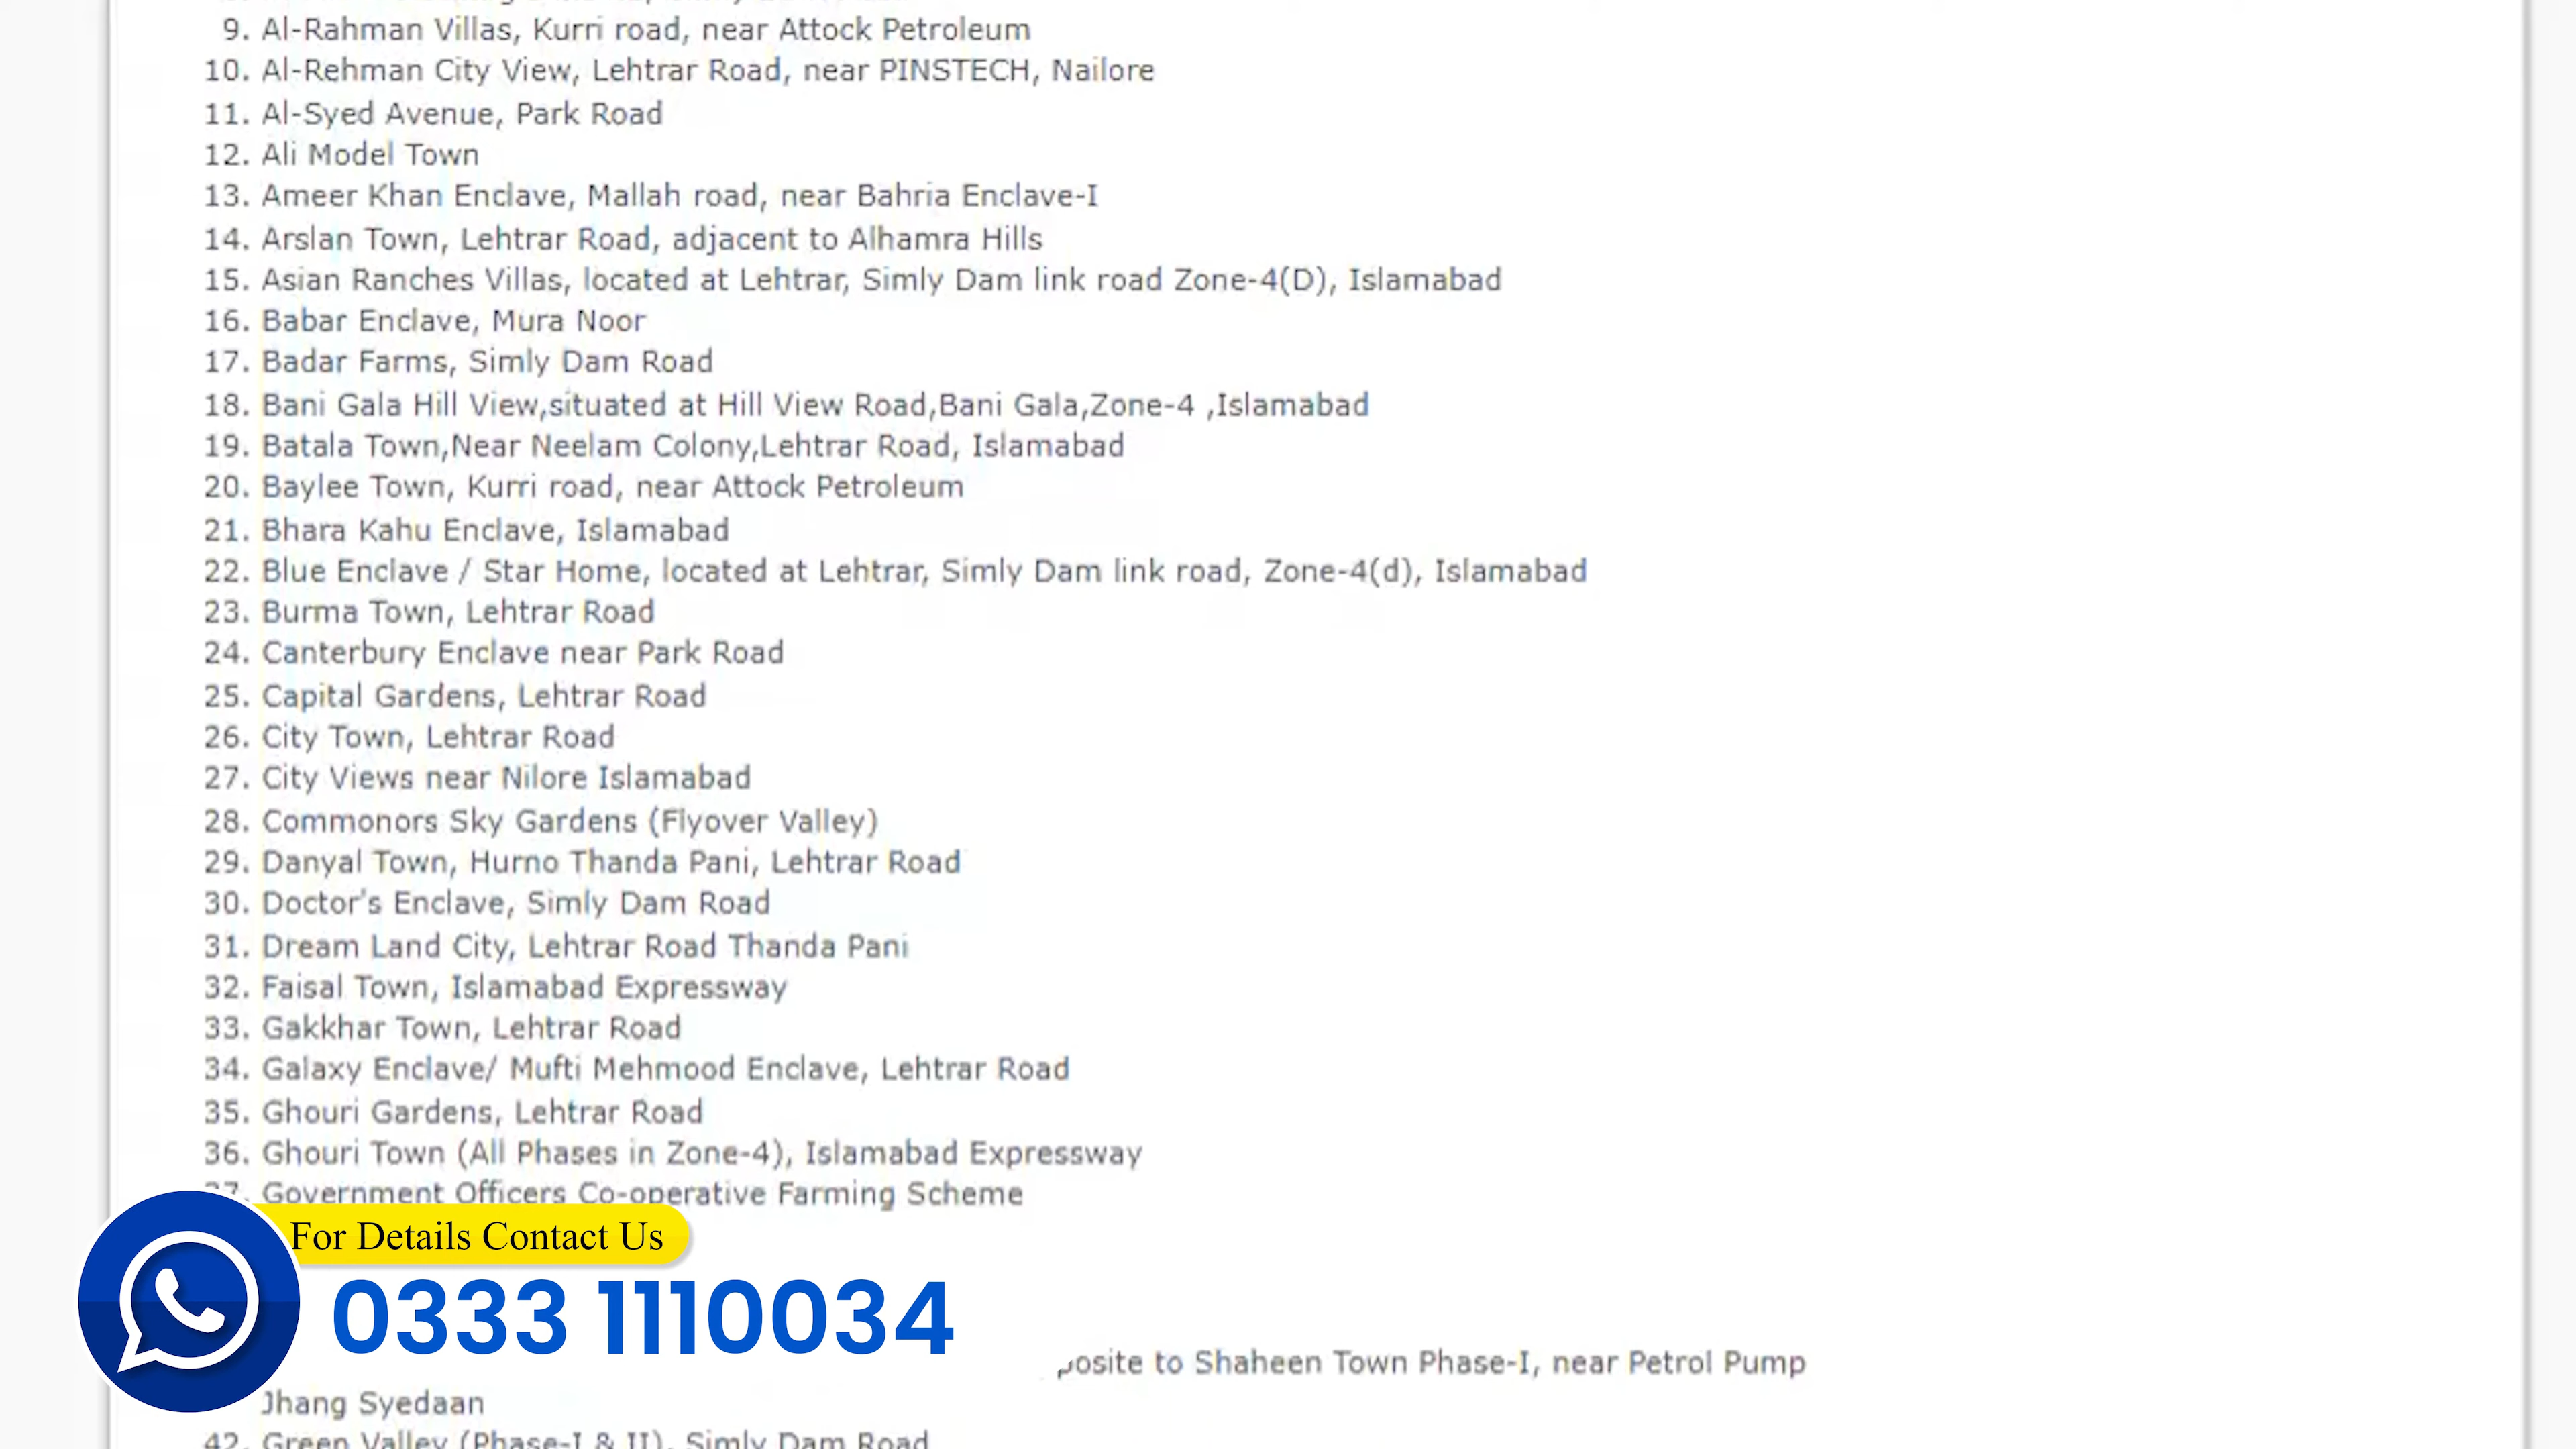 9. Al-Rahman Villas, Kurri road, near Attock Petroleum
10. Al-Rehman City View, Lehtrar Road, near PINSTECH, Nailore
11. Al-Syed Avenue, Park Road
12. Ali Model Town
13. Ameer Khan Enclave, Mallah road, near Bahria Enclave-I
14. Arslan Town, Lehtrar Road, adjacent to Alhamra Hills
15. Asian Ranches Villas, located at Lehtrar, Simly Dam link road Zone-4(D), Islamabad
16. Babar Enclave, Mura Noor
17. Badar Farms, Simly Dam Road
18. Bani Gala Hill View,situated at Hill View Road,Bani Gala,Zone-4 ,Islamabad
19. Batala Town,Near Neelam Colony,Lehtrar Road, Islamabad
20. Baylee Town, Kurri road, near Attock Petroleum
21. Bhara Kahu Enclave, Islamabad
22. Blue Enclave / Star Home, located at Lehtrar, Simly Dam link road, Zone-4(d), Islamabad
23. Burma Town, Lehtrar Road
24. Canterbury Enclave near Park Road
25. Capital Gardens, Lehtrar Road
26. City Town, Lehtrar Road
27. City Views near Nilore Islamabad
28. Commonors Sky Gardens (Flyover Valley)
29. Danyal Town, Hurno Thanda Pani, Lehtrar Road
30. Doctor's Enclave, Simly Dam Road
31. Dream Land City, Lehtrar Road Thanda Pani
32. Faisal Town, Islamabad Expressway
33. Gakkhar Town, Lehtrar Road
34. Galaxy Enclave/ Mufti Mehmood Enclave, Lehtrar Road
35. Ghouri Gardens, Lehtrar Road
36. Ghouri Town (All Phases in Zone-4), Islamabad Expressway
37. Government Officers Co-operative Farming Scheme
For Details Contact Us
0333 1110034
to Shaheen Town Phase-I, near Petrol Pump
Jhang Syedaan
42. Green Valley (Phase-I & II), Simly Dam Road